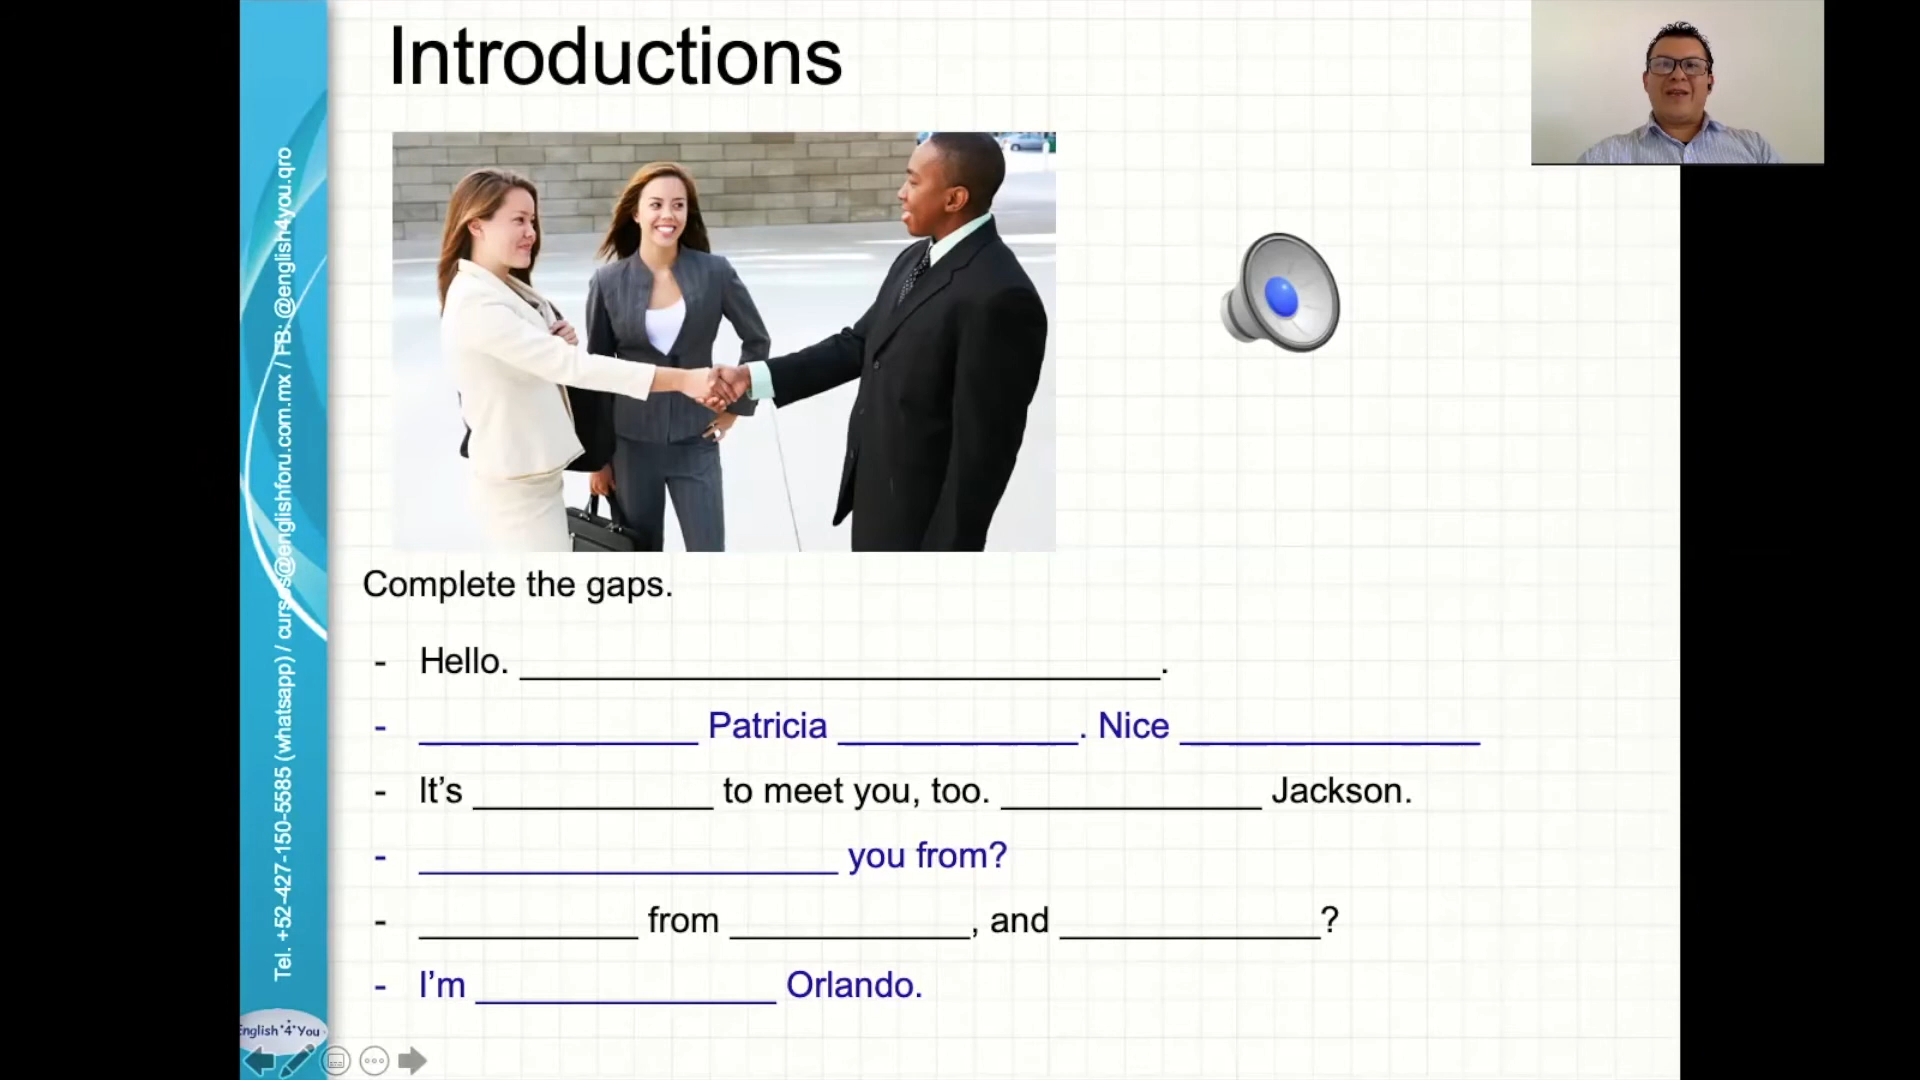 Introductions
Tel. +52-427-150-5585 (whatsapp) / cursos@englishforu.com.mx / FB: @english4you.qro
Complete the gaps.
- Hello. ________________________________.
- ______________ Patricia ____________. Nice _______________
- It's ____________ to meet you, too. _____________ Jackson.
- _____________________ you from?
- ___________ from ____________, and _____________?
- I'm _______________ Orlando.
English 4 You